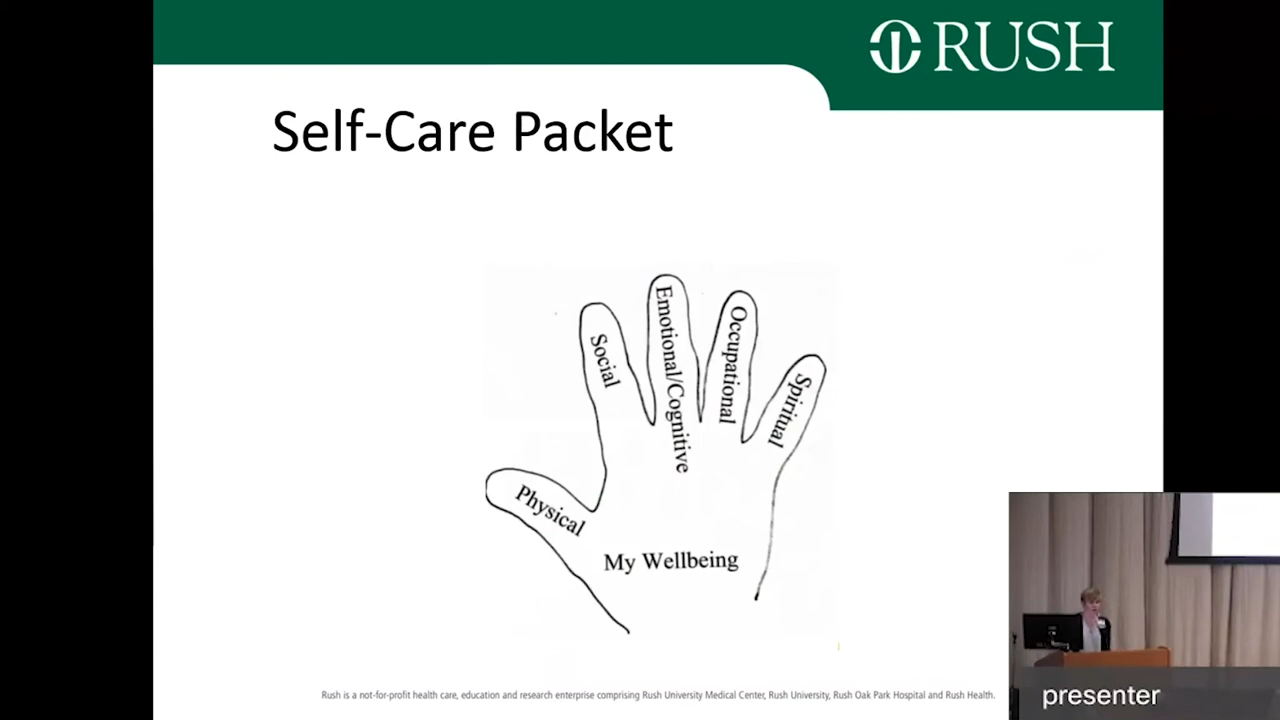 RUSH
Self-Care Packet
Physical
Social
Emotional/Cognitive
Occupational
Spiritual
My Wellbeing
Rush is a not-for-profit health care, education and research enterprise comprising Rush University Medical Center, Rush University, Rush Oak Park Hospital and Rush Health.
presenter